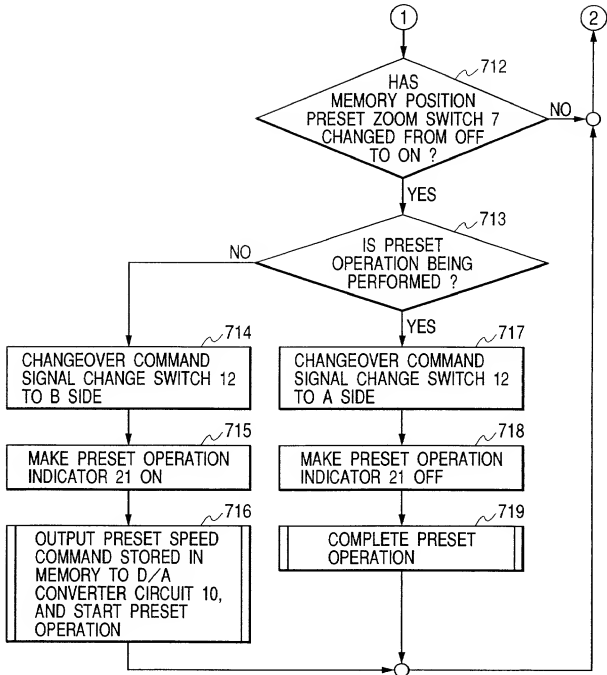 1
2
712
HAS
MEMORY POSITION
PRESET ZOOM SWITCH 7
CHANGED FROM OFF
TO ON ?
NO
YES
713
IS PRESET
OPERATION BEING
PERFORMED ?
NO
YES
714
CHANGEOVER COMMAND
SIGNAL CHANGE SWITCH 12
TO B SIDE
717
CHANGEOVER COMMAND
SIGNAL CHANGE SWITCH 12
TO A SIDE
715
MAKE PRESET OPERATION
INDICATOR 21 ON
718
MAKE PRESET OPERATION
INDICATOR 21 OFF
716
OUTPUT PRESET SPEED
COMMAND STORED IN
MEMORY TO D/A
CONVERTER CIRCUIT 10,
AND START PRESET
OPERATION
719
COMPLETE PRESET
OPERATION